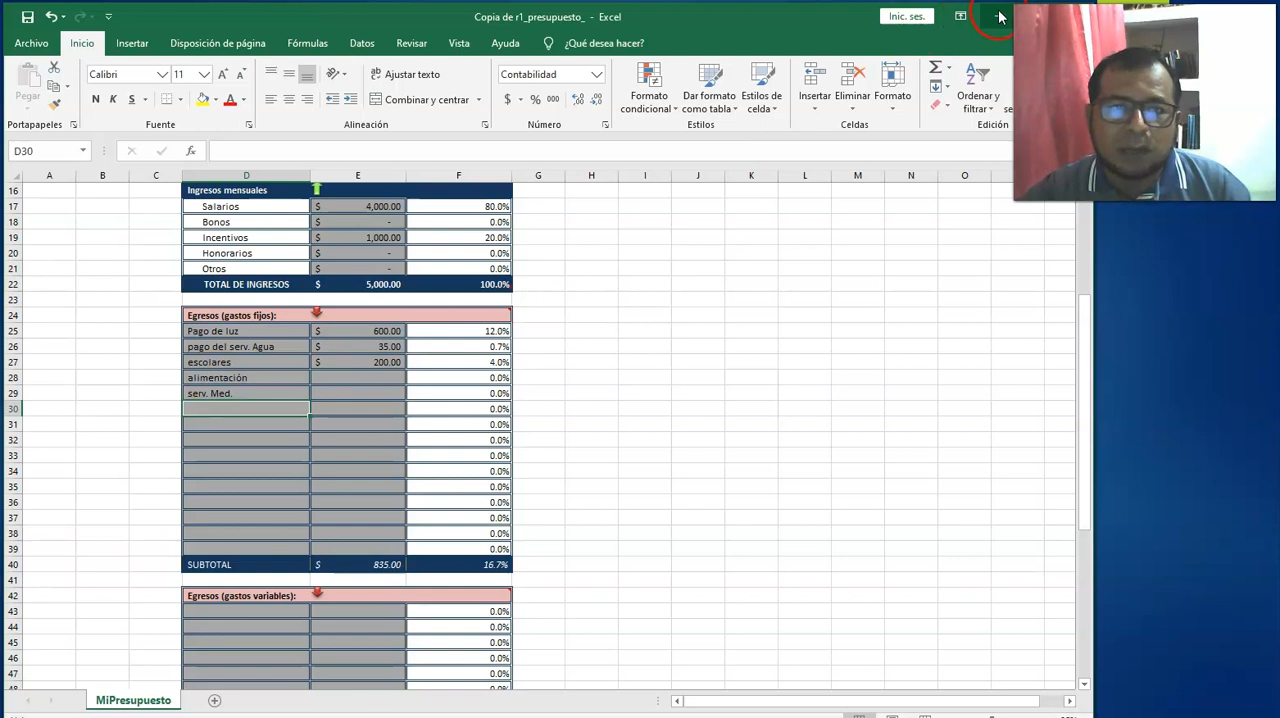 Copia de r1_presupuesto_ - Excel
Inic. ses.
Archivo Inicio Insertar Disposición de página Fórmulas Datos Revisar Vista Ayuda ¿Qué desea hacer?
Pegar
Calibri 11
N K S
Ajustar texto
Combinar y centrar
Contabilidad
$ % 000
Formato condicional
Dar formato como tabla
Estilos de celda
Insertar Eliminar Formato
Ordenar y filtrar
Portapapeles Fuente Alineación Número Estilos Celdas Edición
D30 fx
A B C D E F G H I J K L M N O
16 Ingresos mensuales
17 Salarios $ 4,000.00 80.0%
18 Bonos $ - 0.0%
19 Incentivos $ 1,000.00 20.0%
20 Honorarios $ - 0.0%
21 Otros $ - 0.0%
22 TOTAL DE INGRESOS $ 5,000.00 100.0%
23
24 Egresos (gastos fijos):
25 Pago de luz $ 600.00 12.0%
26 pago del serv. Agua $ 35.00 0.7%
27 escolares $ 200.00 4.0%
28 alimentación 0.0%
29 serv. Med. 0.0%
30 0.0%
31 0.0%
32 0.0%
33 0.0%
34 0.0%
35 0.0%
36 0.0%
37 0.0%
38 0.0%
39 0.0%
40 SUBTOTAL $ 835.00 16.7%
41
42 Egresos (gastos variables):
43 0.0%
44 0.0%
45 0.0%
46 0.0%
47 0.0%
MiPresupuesto